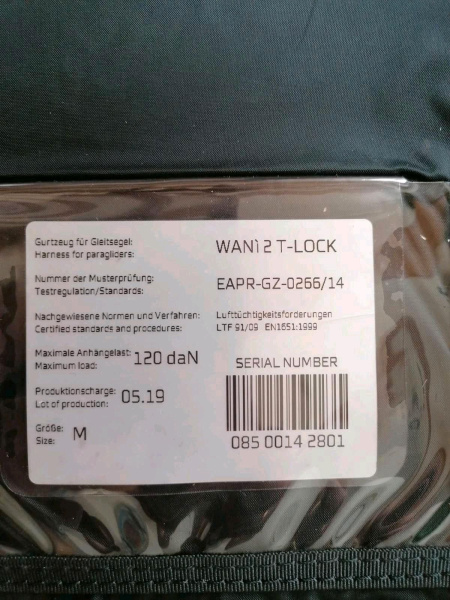 Gurtzeug für Gleitsegel:
Harness for paragliders:
WANI 2 T-LOCK
Nummer der Musterprüfung:
Testregulation/Standards:
EAPR-GZ-0266/14
Nachgewiesene Normen und Verfahren:
Certified standards and procedures:
Lufttüchtigkeitsforderungen
LTF 91/09 EN1651:1999
Maximale Anhängelast:
Maximum load:
120 daN
Produktionscharge:
Lot of production:
05.19
Größe:
Size:
M
SERIAL NUMBER
085 0014 2801